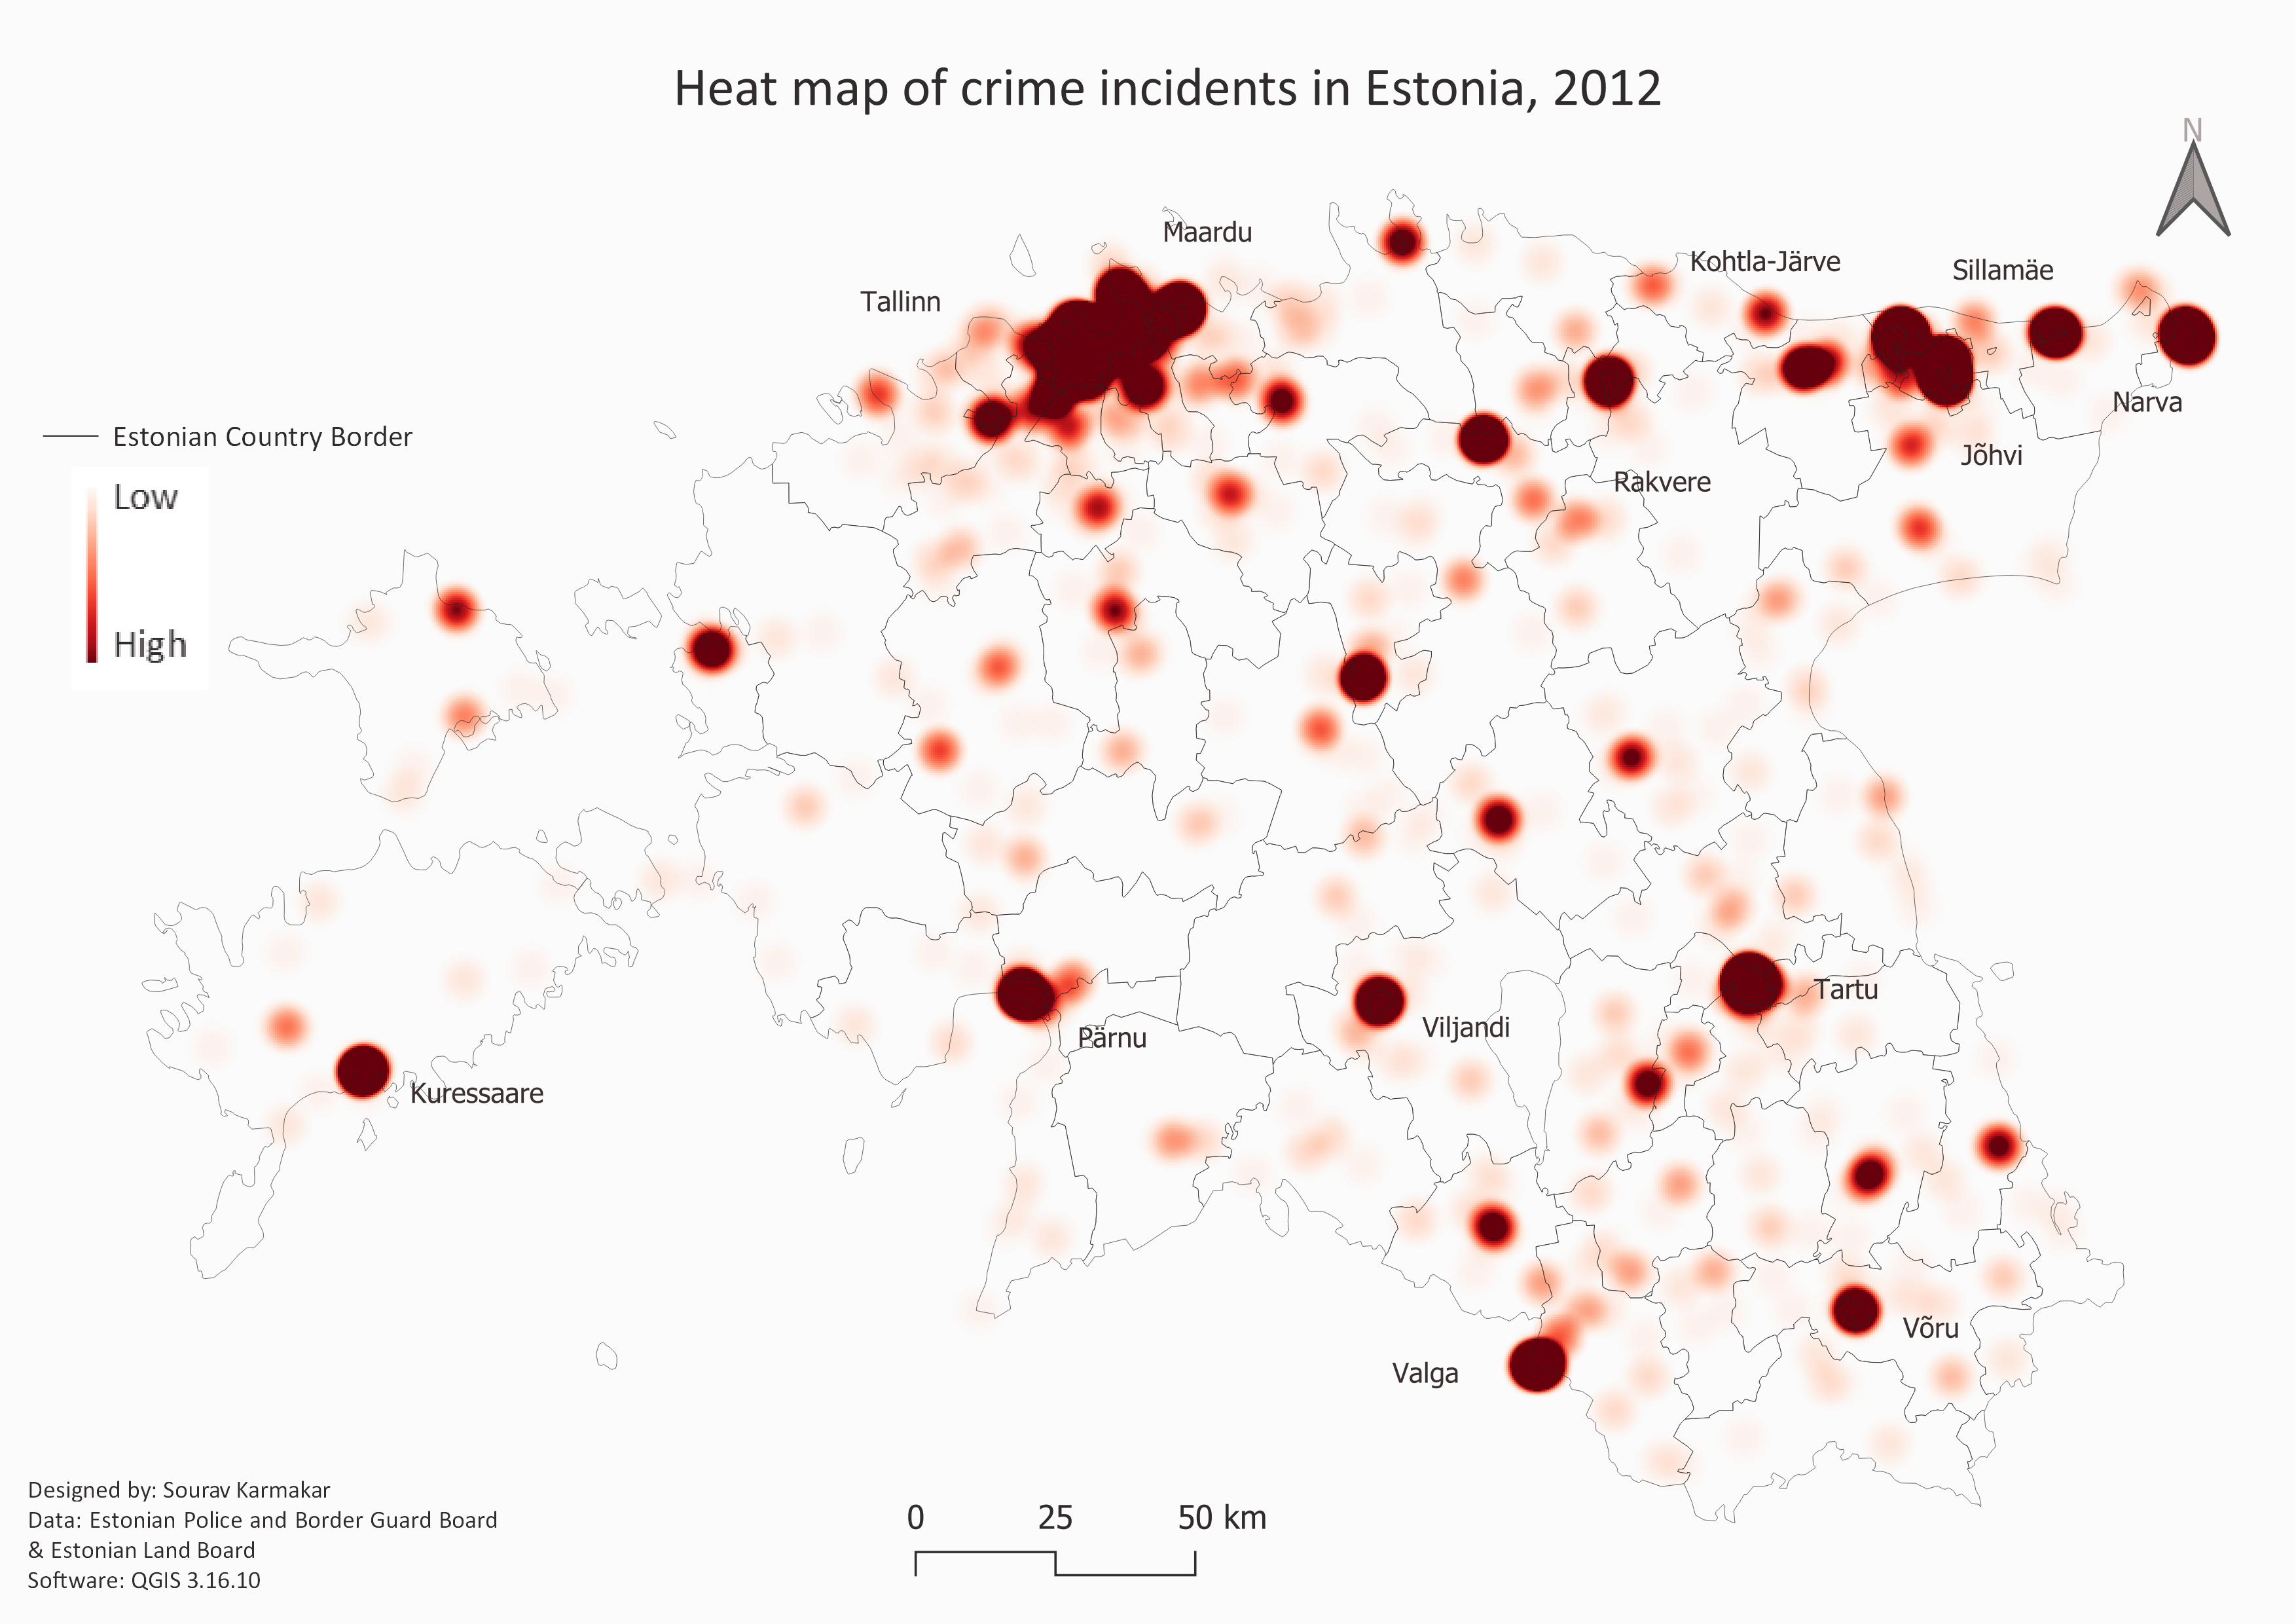 Heat map of crime incidents in Estonia, 2012
N
Maardu
Kohtla-Järve
Sillamäe
Tallinn
Narva
Estonian Country Border
Jõhvi
Rakvere
Low
High
Tartu
Viljandi
Pärnu
Kuressaare
Võru
Valga
Designed by: Sourav Karmakar
Data: Estonian Police and Border Guard Board
& Estonian Land Board
Software: QGIS 3.16.10
0 25 50 km